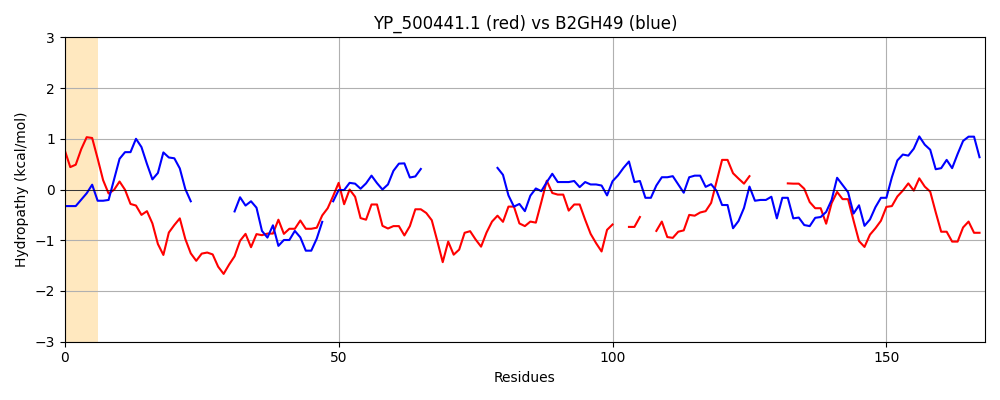 YP_500441.1 (red) vs B2GH49 (blue)
Hydropathy (kcal/mol)
3
2
1
0
−1
−2
−3
0 50 100 150
Residues